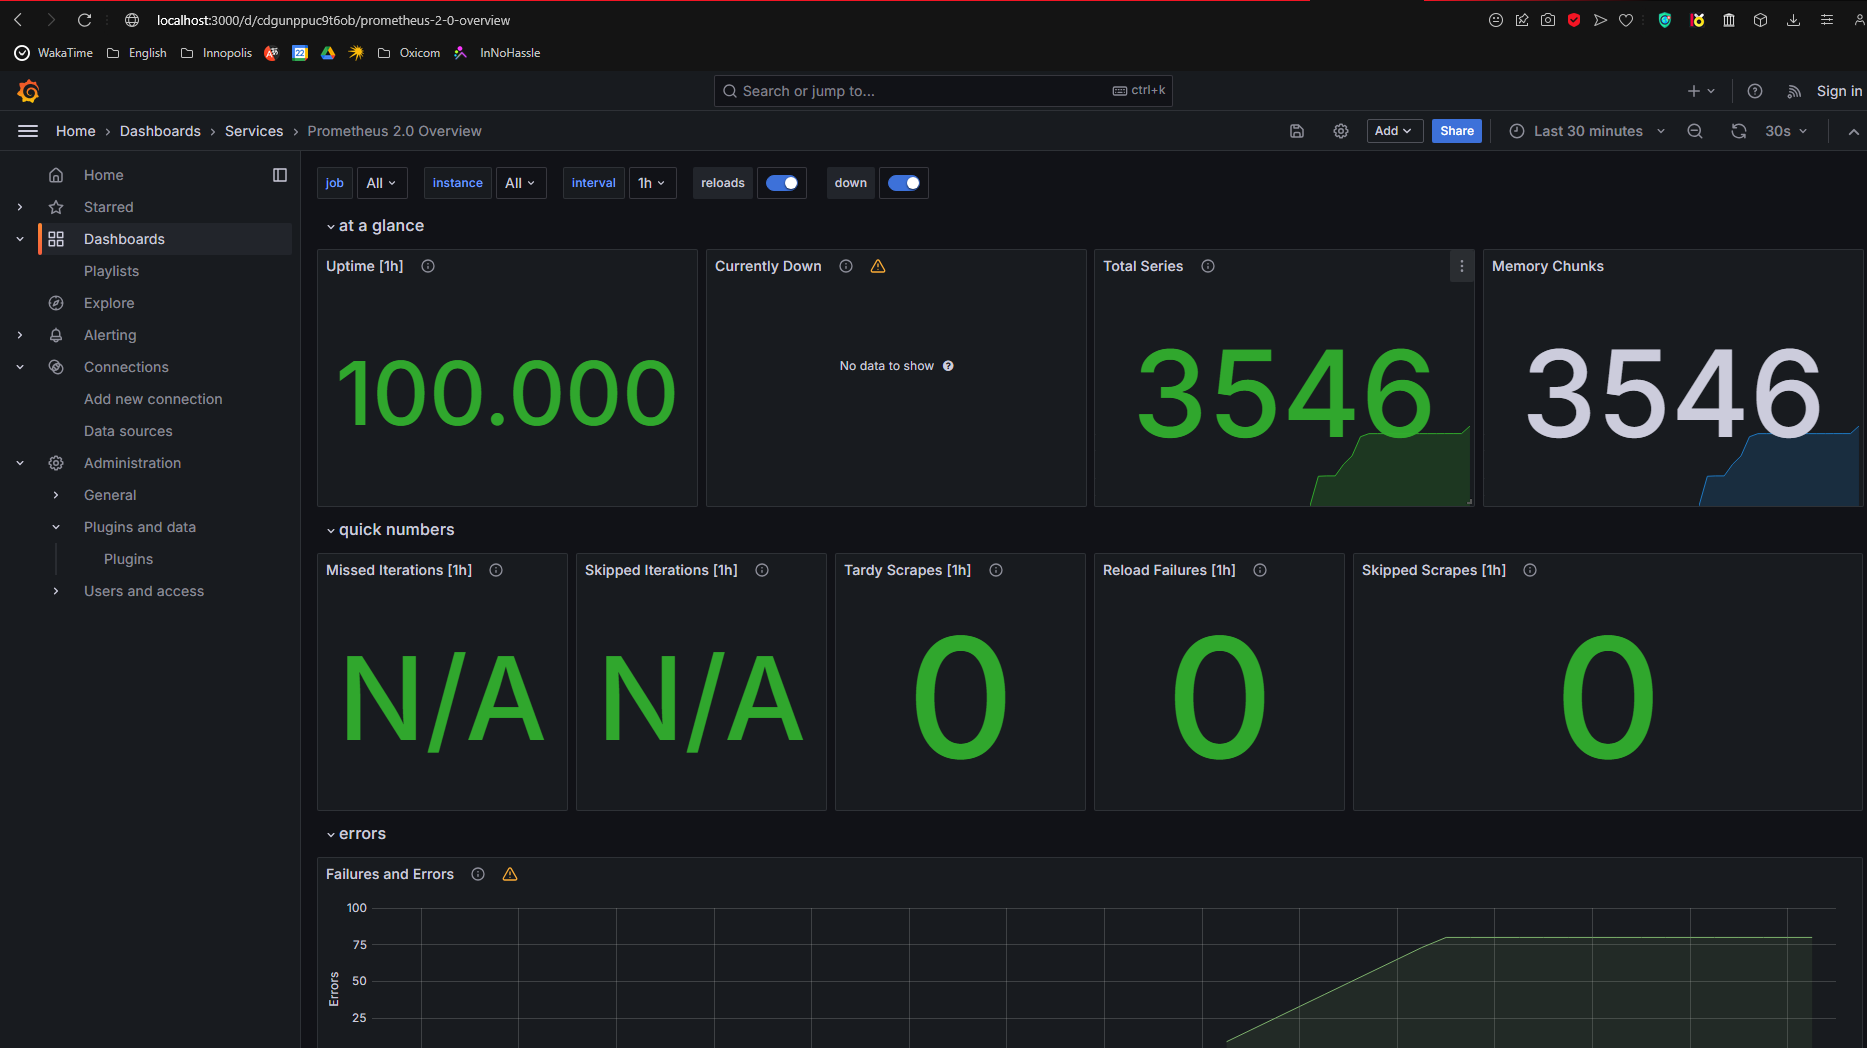 localhost:3000/d/cdgunppuc9t6ob/prometheus-2-0-overview
WakaTime English Innopolis 22 Oxicom InNoHassle
Search or jump to... ctrl+k Sign in
Home › Dashboards › Services › Prometheus 2.0 Overview Add Share Last 30 minutes 30s
Home
Starred
Dashboards
Playlists
Explore
Alerting
Connections
Add new connection
Data sources
Administration
General
Plugins and data
Plugins
Users and access
job All instance All interval 1h reloads down
at a glance
Uptime [1h]
100.000
Currently Down
No data to show
Total Series
3546
Memory Chunks
3546
quick numbers
Missed Iterations [1h]
N/A
Skipped Iterations [1h]
N/A
Tardy Scrapes [1h]
0
Reload Failures [1h]
0
Skipped Scrapes [1h]
0
errors
Failures and Errors
100
75
50
25
Errors